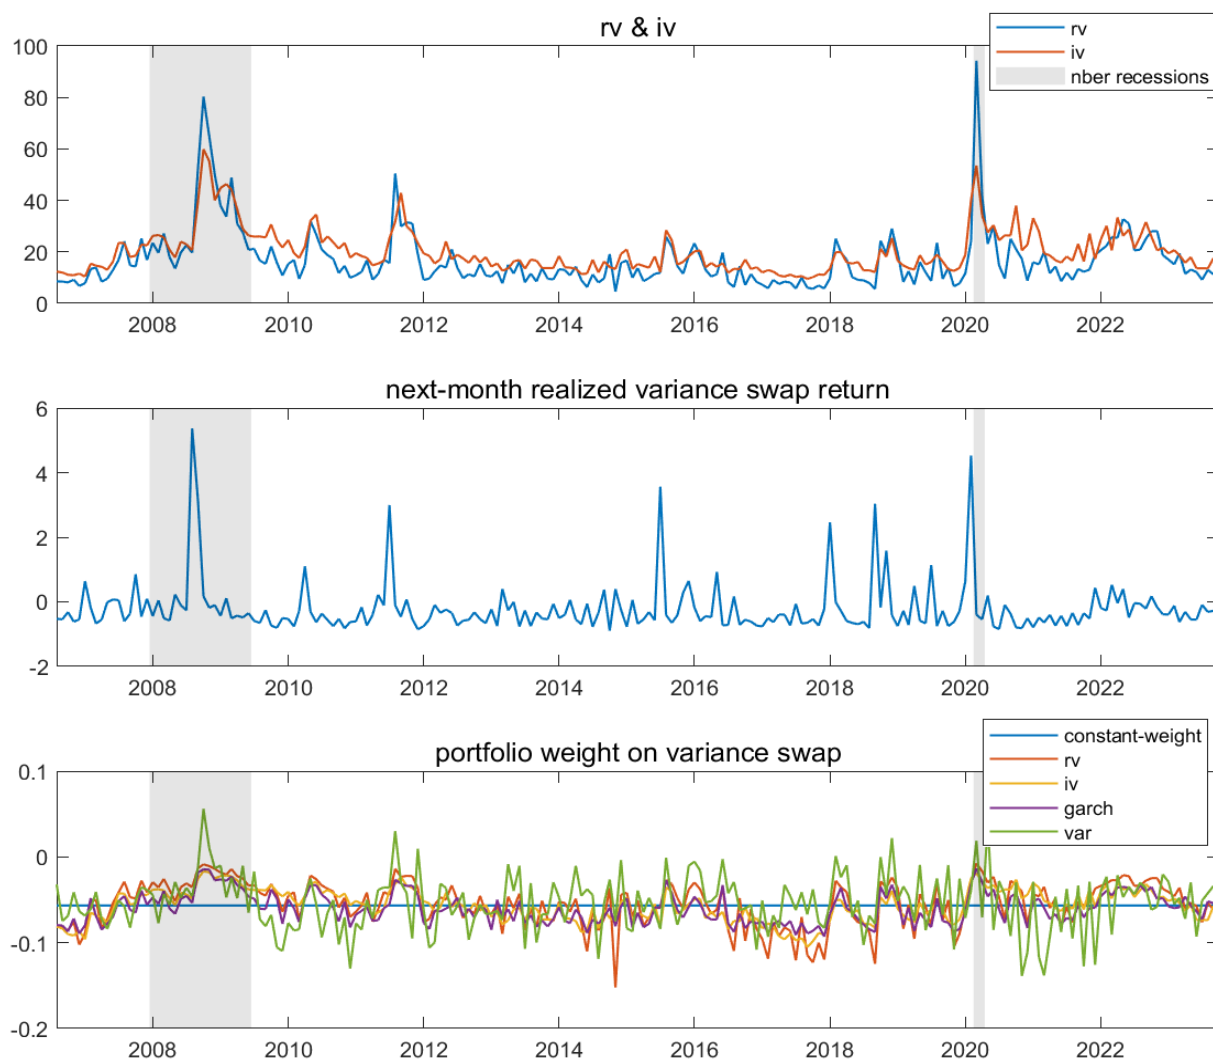 rv & iv
rv
iv
nber recessions
100
80
60
40
20
0
2008 2010 2012 2014 2016 2018 2020 2022
next-month realized variance swap return
6
4
2
0
-2
2008 2010 2012 2014 2016 2018 2020 2022
portfolio weight on variance swap
constant-weight
rv
iv
garch
var
0.1
0
-0.1
-0.2
2008 2010 2012 2014 2016 2018 2020 2022